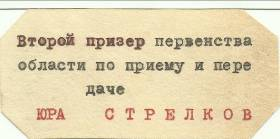 Второй призер первенства
области по приему и пере
даче
ЮРА СТРЕЛКОВ